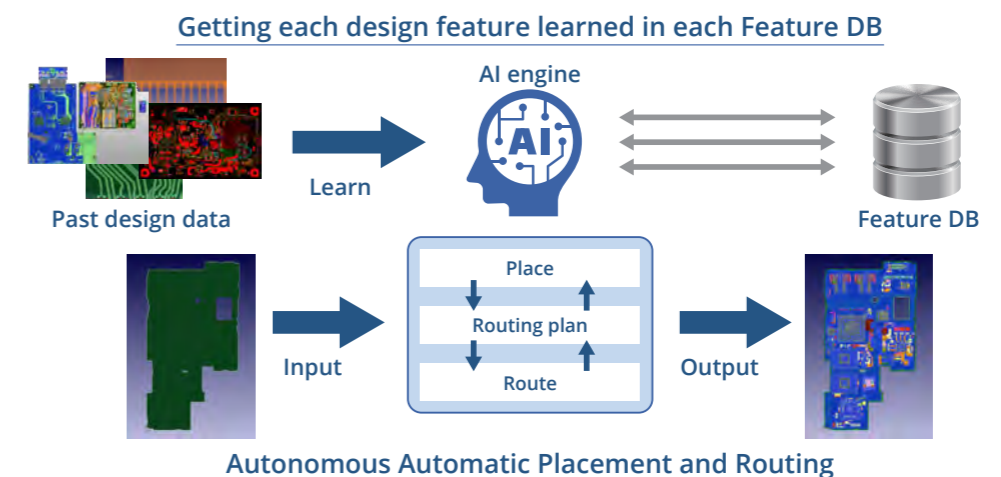 Getting each design feature learned in each Feature DB
AI engine
AI
Learn
Past design data
Feature DB
Place
Routing plan
Route
Input
Output
Autonomous Automatic Placement and Routing